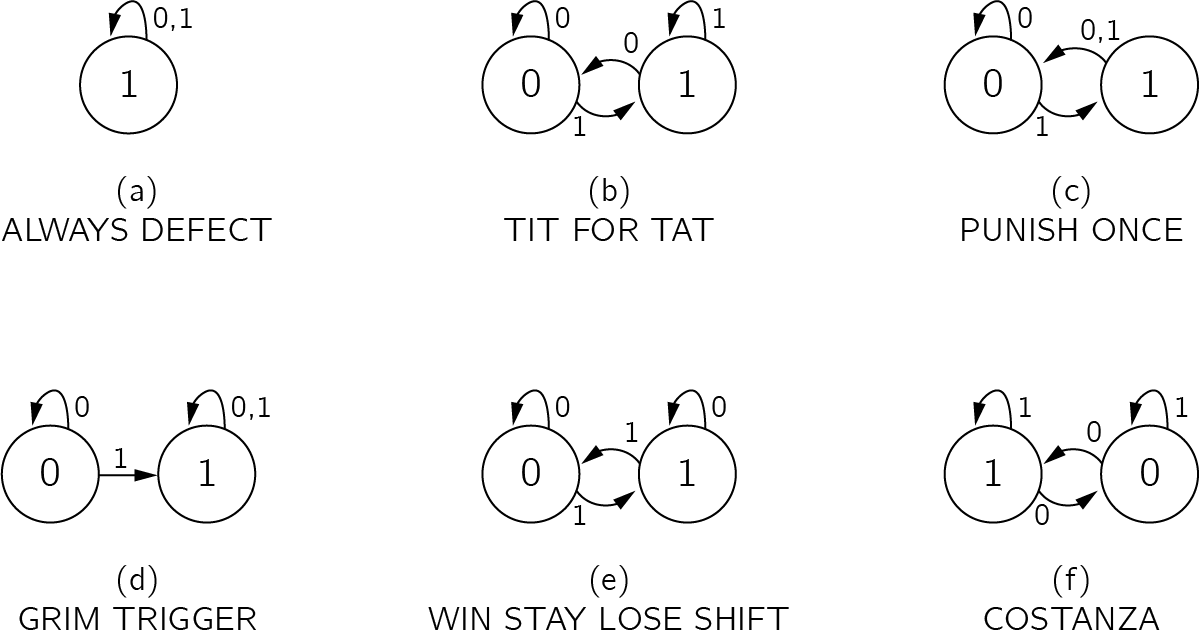 0,1
1
(a)
ALWAYS DEFECT
0
0
1
0
1
1
(b)
TIT FOR TAT
0
0,1
0
1
1
(c)
PUNISH ONCE
0
0,1
0
1
1
(d)
GRIM TRIGGER
0
1
0
0
1
1
(e)
WIN STAY LOSE SHIFT
1
0
1
1
0
0
(f)
COSTANZA